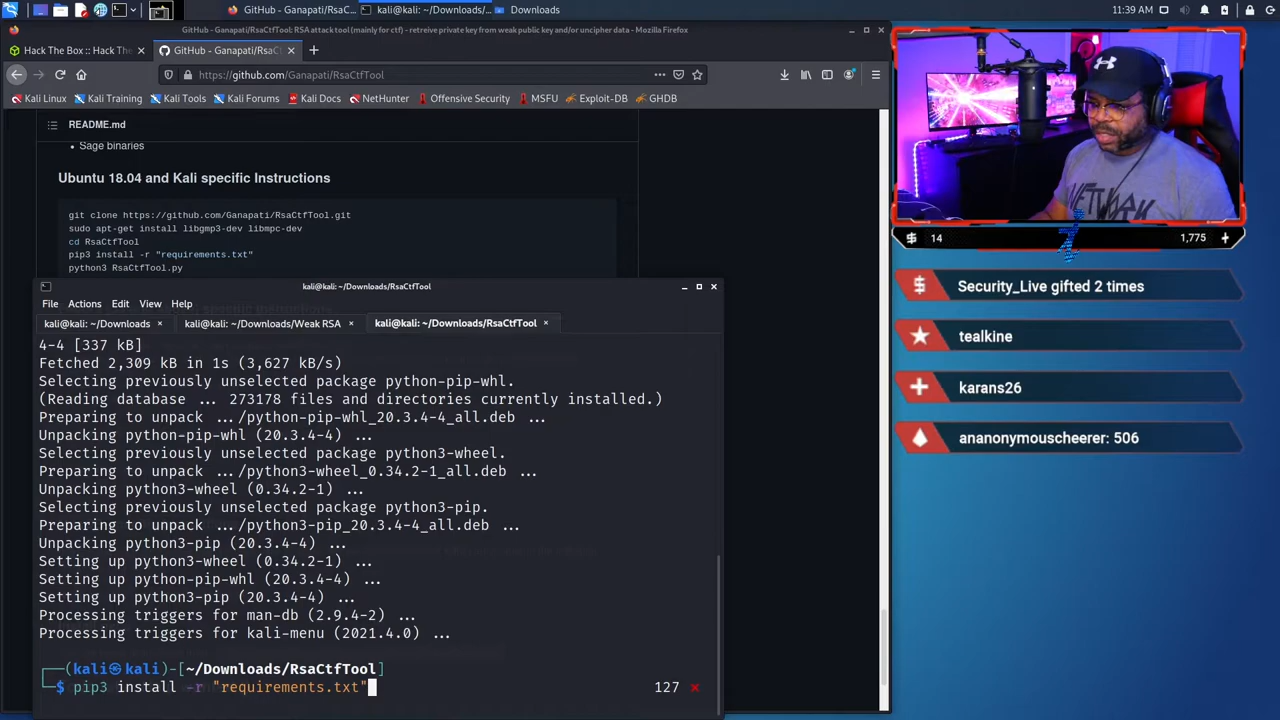 GitHub - Ganapati/RsaC...
kali@kali: ~/Downloads/...
Downloads
11:39 AM
GitHub - Ganapati/RsaCtfTool: RSA attack tool (mainly for ctf) - retreive private key from weak public key and/or uncipher data - Mozilla Firefox
Hack The Box :: Hack The
GitHub - Ganapati/RsaCt
https://github.com/Ganapati/RsaCtfTool
Kali Linux
Kali Training
Kali Tools
Kali Forums
Kali Docs
NetHunter
Offensive Security
MSFU
Exploit-DB
GHDB
README.md
• Sage binaries
Ubuntu 18.04 and Kali specific Instructions
git clone https://github.com/Ganapati/RsaCtfTool.git
sudo apt-get install libgmp3-dev libmpc-dev
cd RsaCtfTool
pip3 install -r "requirements.txt"
python3 RsaCtfTool.py
kali@kali: ~/Downloads/RsaCtfTool
File Actions Edit View Help
kali@kali: ~/Downloads
kali@kali: ~/Downloads/Weak RSA
kali@kali: ~/Downloads/RsaCtfTool
4-4 [337 kB]
Fetched 2,309 kB in 1s (3,627 kB/s)
Selecting previously unselected package python-pip-whl.
(Reading database ... 273178 files and directories currently installed.)
Preparing to unpack .../python-pip-whl_20.3.4-4_all.deb ...
Unpacking python-pip-whl (20.3.4-4) ...
Selecting previously unselected package python3-wheel.
Preparing to unpack .../python3-wheel_0.34.2-1_all.deb ...
Unpacking python3-wheel (0.34.2-1) ...
Selecting previously unselected package python3-pip.
Preparing to unpack .../python3-pip_20.3.4-4_all.deb ...
Unpacking python3-pip (20.3.4-4) ...
Setting up python3-wheel (0.34.2-1) ...
Setting up python-pip-whl (20.3.4-4) ...
Setting up python3-pip (20.3.4-4) ...
Processing triggers for man-db (2.9.4-2) ...
Processing triggers for kali-menu (2021.4.0) ...
(kali㉿kali)-[~/Downloads/RsaCtfTool]
$ pip3 install -r "requirements.txt"
127
14
1,775
Security_Live gifted 2 times
tealkine
karans26
ananonymouscheerer: 506